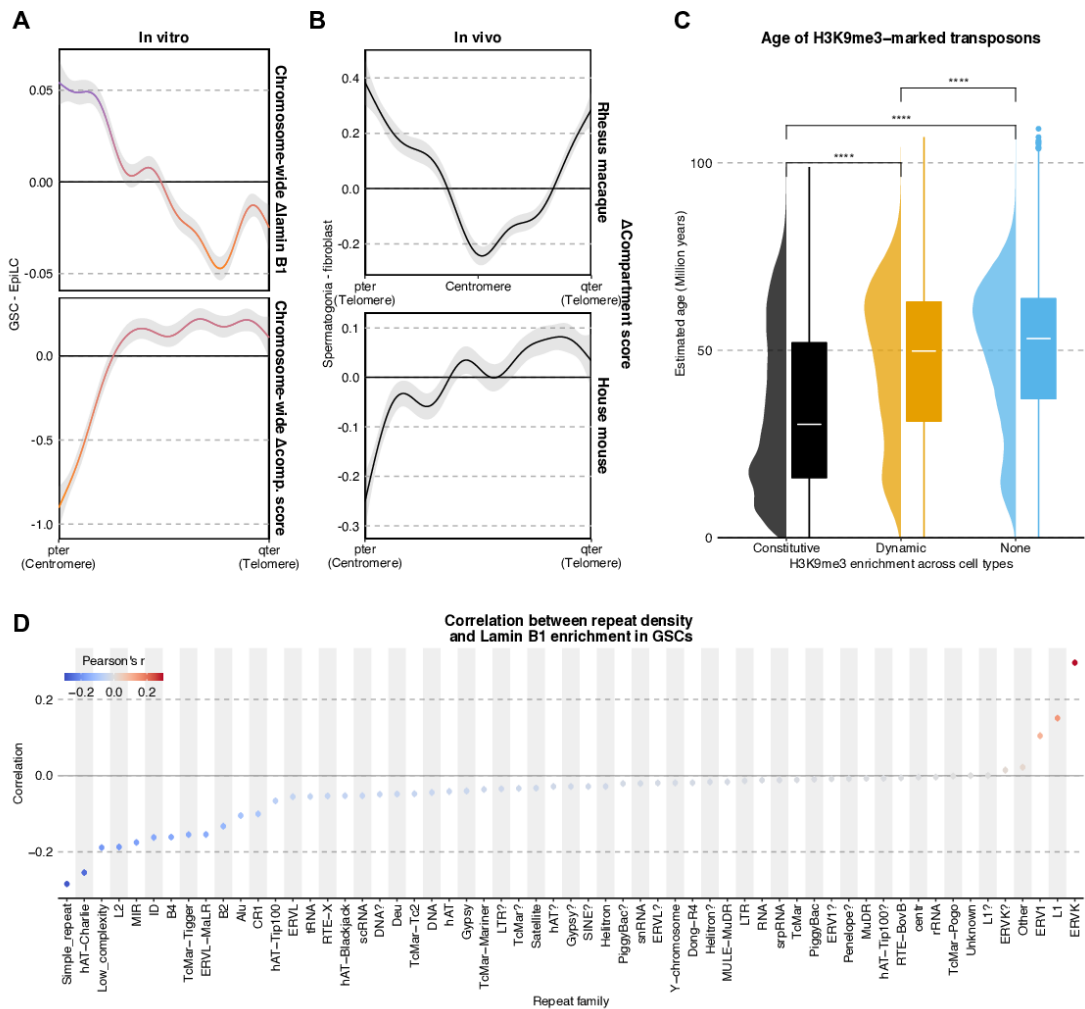 A
In vitro
GSC - EpiLC
0.05
0.00
-0.05
Chromosome-wide Δlamin B1
0.0
-0.5
-1.0
Chromosome-wide Δcomp. score
pter
(Centromere)
qter
(Telomere)
B
In vivo
Spermatogonia - fibroblast
0.4
0.2
0.0
-0.2
Rhesus macaque
pter
(Telomere)
Centromere
qter
(Telomere)
ΔCompartment score
0.1
0.0
-0.1
-0.2
-0.3
House mouse
pter
(Centromere)
qter
(Telomere)
C
Age of H3K9me3-marked transposons
Estimated age (Million years)
100
50
0
****
****
****
Constitutive
Dynamic
None
H3K9me3 enrichment across cell types
D
Correlation between repeat density
and Lamin B1 enrichment in GSCs
Pearson's r
-0.2 0.0 0.2
Correlation
0.2
0.0
-0.2
Simple_repeat
hAT-Charlie
Low_complexity
L2
MIR
ID
B4
TcMar-Tigger
ERVL-MaLR
B2
Alu
CR1
hAT-Tip100
ERVL
tRNA
RTE-X
hAT-Blackjack
scRNA
DNA?
Deu
TcMar-Tc2
DNA
hAT
Gypsy
TcMar-Mariner
LTR?
TcMar?
Satellite
hAT?
Gypsy?
SINE?
Helitron
PiggyBac?
snRNA
ERVL?
Y-chromosome
Dong-R4
Helitron?
MULE-MuDR
LTR
RNA
srpRNA
TcMar
PiggyBac
ERV1?
Penelope?
MuDR
hAT-Tip100?
RTE-BovB
centr
rRNA
TcMar-Pogo
Unknown
L1?
ERVK?
Other
ERV1
L1
ERVK
Repeat family